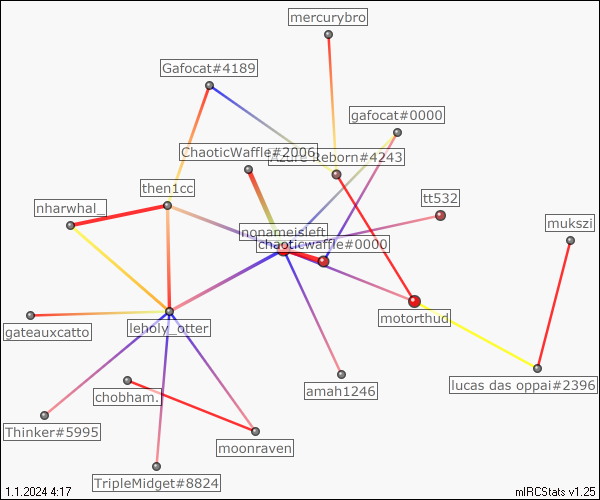 mercurybro
Gafocat#4189
gafocat#0000
ChaoticWaffle#2006
Azure Reborn#4243
then1cc
tt532
nharwhal_
mukszi
nonameisleft
chaoticwaffle#0000
motorthud
gateauxcatto
leholy_otter
lucas das oppai#2396
amah1246
chobham.
Thinker#5995
moonraven
TripleMidget#8824
1.1.2024 4:17
mIRCStats v1.25